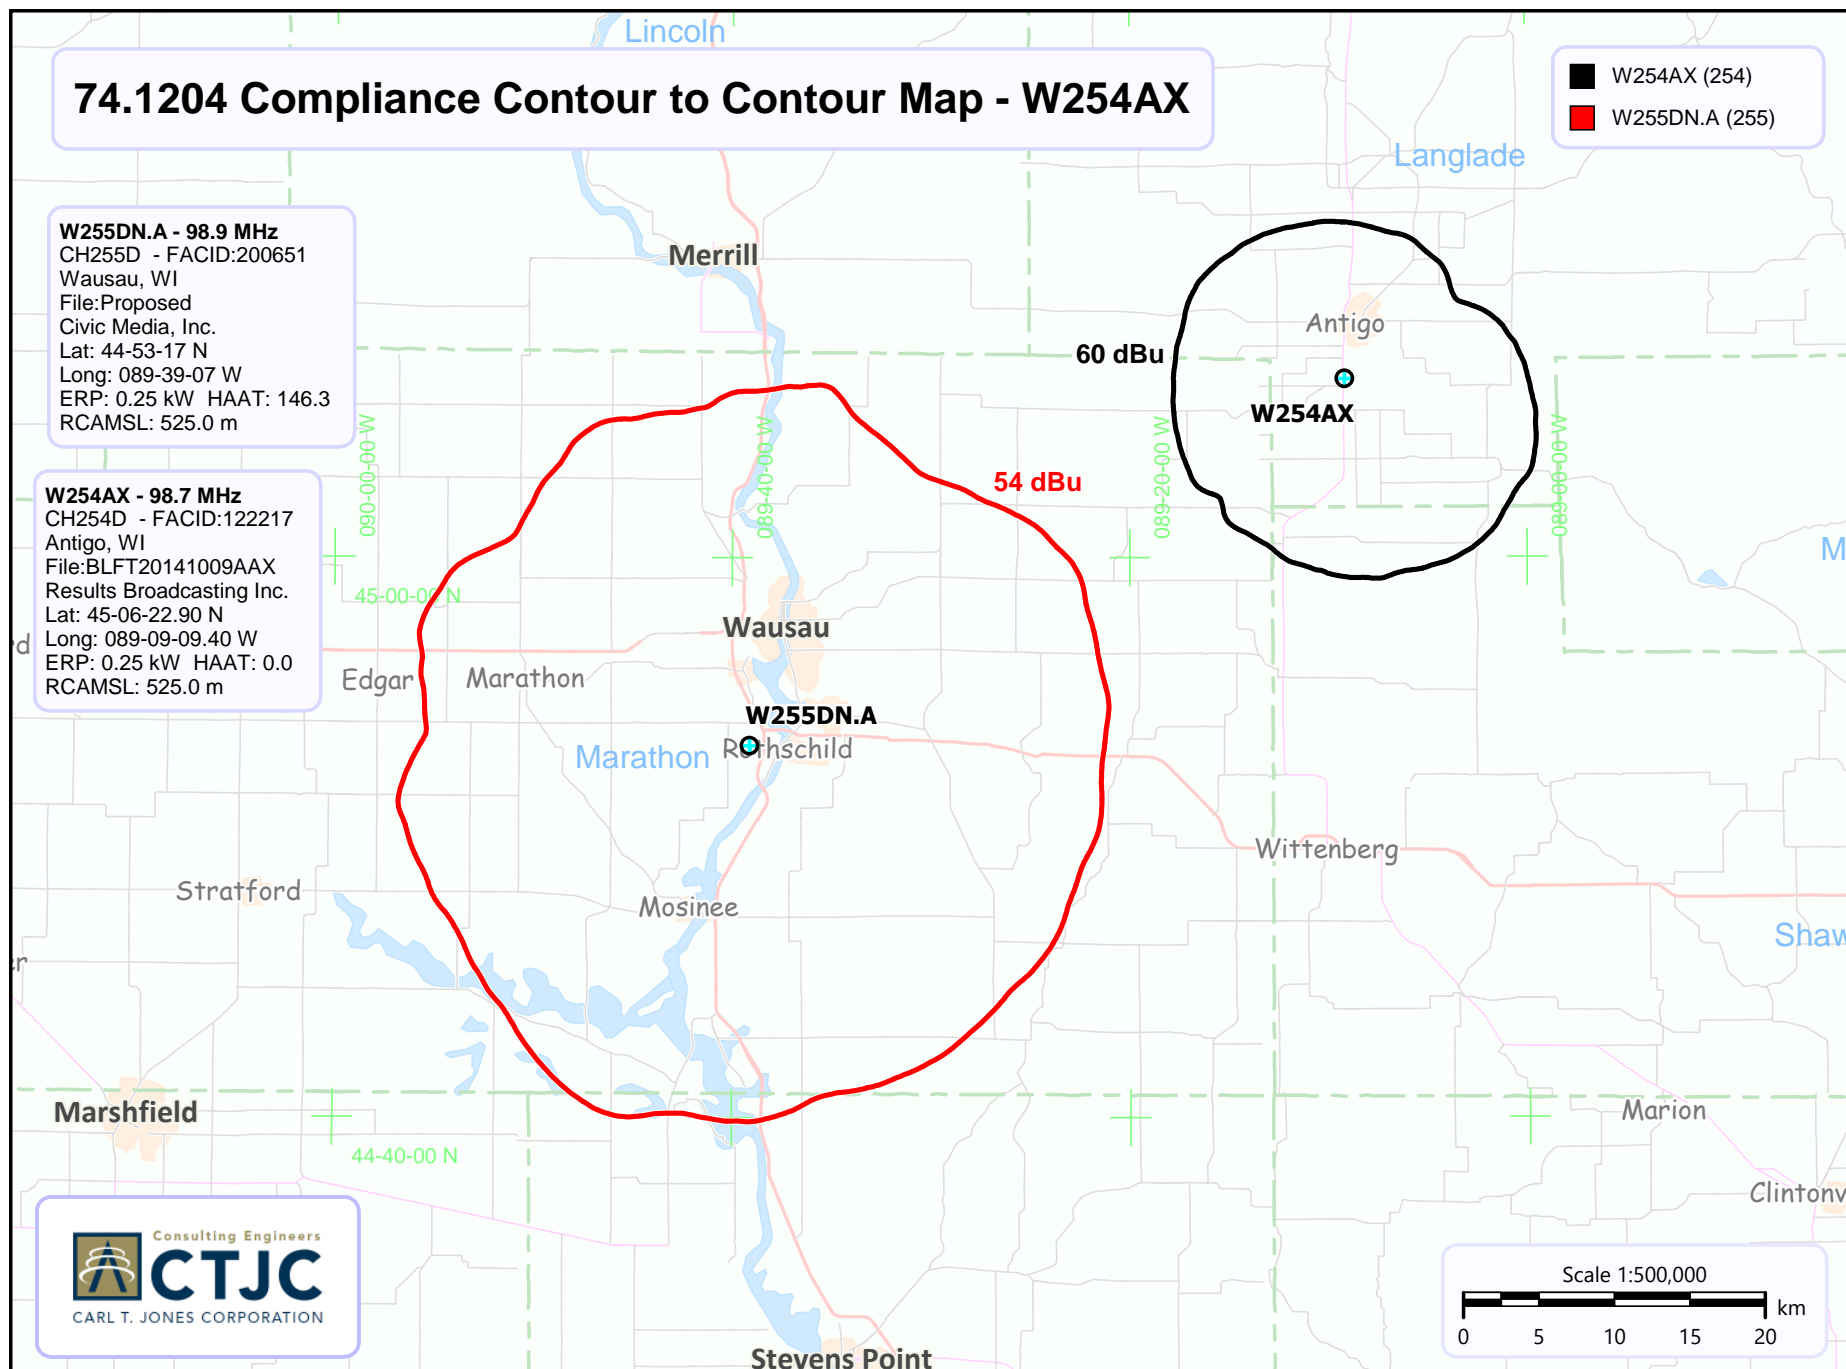 Lincoln
74.1204 Compliance Contour to Contour Map - W254AX
W254AX (254)
W255DN.A (255)
Langlade
W255DN.A - 98.9 MHz
CH255D - FACID:200651
Wausau, WI
File:Proposed
Civic Media, Inc.
Lat: 44-53-17 N
Long: 089-39-07 W
ERP: 0.25 kW HAAT: 146.3
RCAMSL: 525.0 m
Merrill
Antigo
60 dBu
W254AX
W254AX - 98.7 MHz
CH254D - FACID:122217
Antigo, WI
File:BLFT20141009AAX
Results Broadcasting Inc.
Lat: 45-06-22.90 N
Long: 089-09-09.40 W
ERP: 0.25 kW HAAT: 0.0
RCAMSL: 525.0 m
090-00-00 W
089-40-00 W
089-20-00 W
089-00-00 W
54 dBu
M
45-00-00 N
Wausau
rd
Edgar
Marathon
W255DN.A
Marathon
Rothschild
Wittenberg
Stratford
Mosinee
Shaw
er
Marshfield
Marion
44-40-00 N
Clintonv
Consulting Engineers
CTJC
CARL T. JONES CORPORATION
Scale 1:500,000
km
0 5 10 15 20
Stevens Point